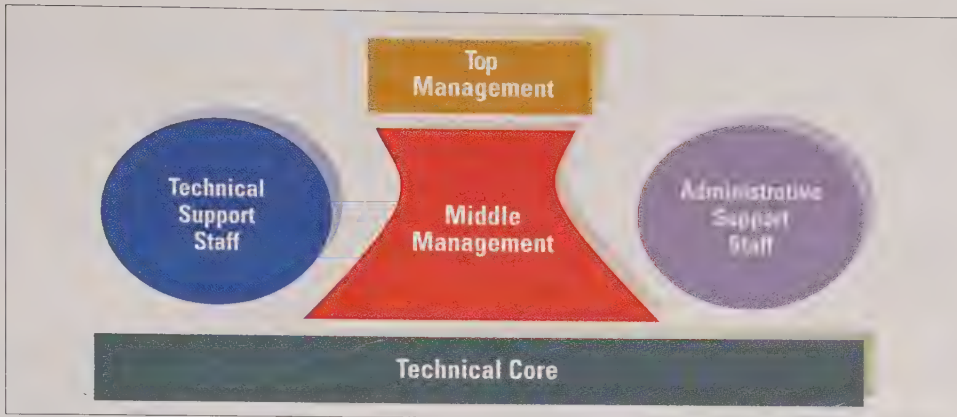 Top
Management
Technical
Support
Staff
Middle
Management
Administrative
Support
Staff
Technical Core